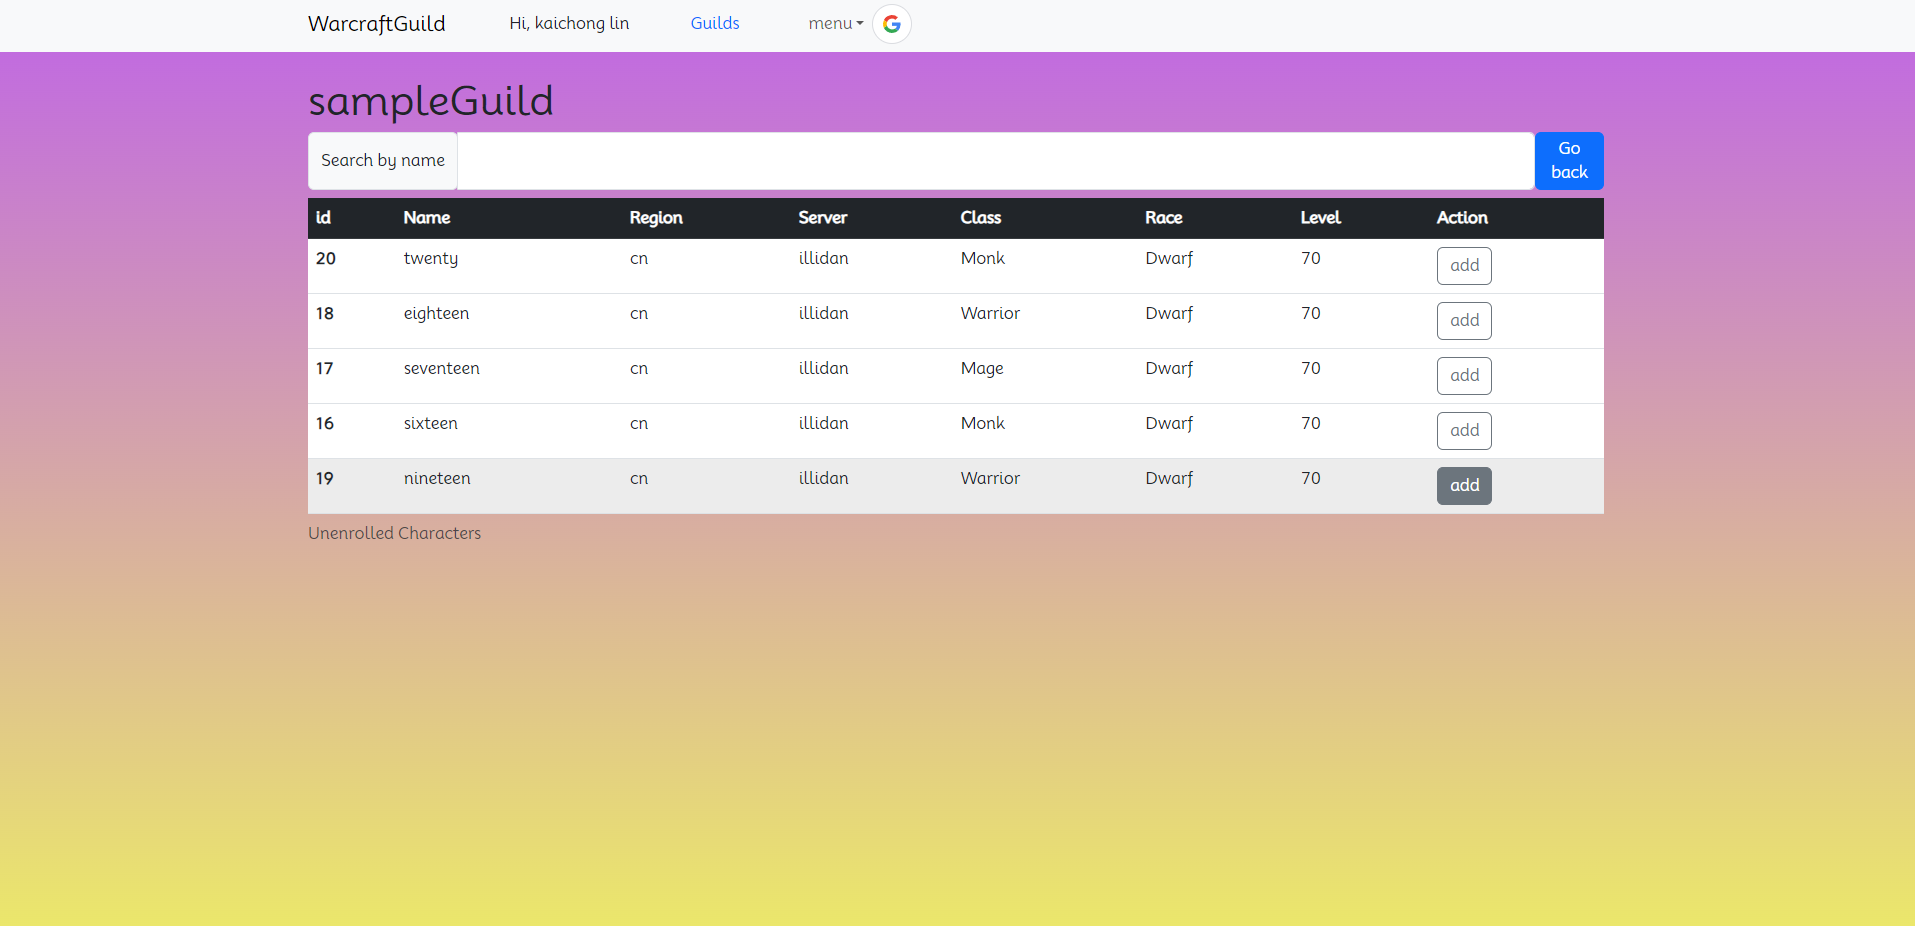 WarcraftGuild Hi, kaichong lin Guilds menu
sampleGuild
Search by name Go back
id Name Region Server Class Race Level Action
20 twenty cn illidan Monk Dwarf 70 add
18 eighteen cn illidan Warrior Dwarf 70 add
17 seventeen cn illidan Mage Dwarf 70 add
16 sixteen cn illidan Monk Dwarf 70 add
19 nineteen cn illidan Warrior Dwarf 70 add
Unenrolled Characters